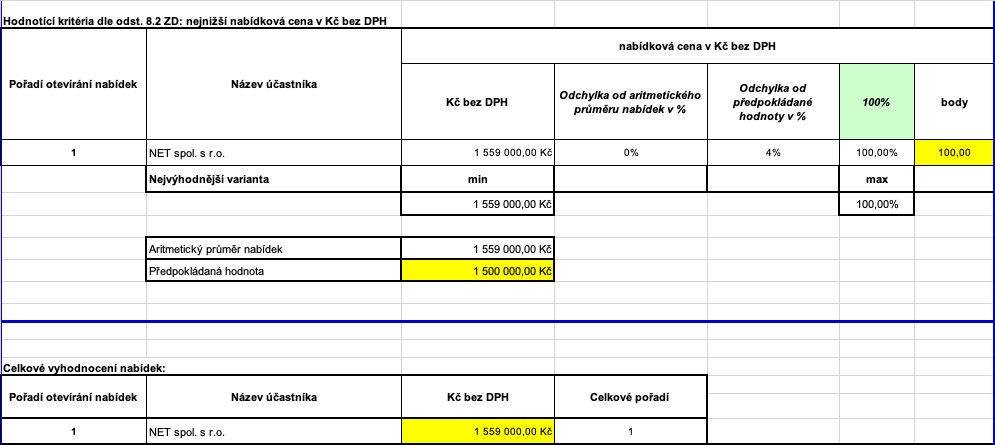 Hodnotící kritéria dle odst. 8.2 ZD: nejnižší nabídková cena v Kč bez DPH
nabídková cena v Kč bez DPH
Pořadí otevírání nabídek
Název účastníka
Kč bez DPH
Odchylka od aritmetického
průměru nabídek v %
Odchylka od
předpokládané
hodnoty v %
100%
body
1 NET spol. s r.o. 1 559 000,00 Kč 0% 4% 100,00% 100,00
Nejvýhodnější varianta min max
1 559 000,00 Kč 100,00%
Aritmetický průměr nabídek 1 559 000,00 Kč
Předpokládaná hodnota 1 500 000,00 Kč
Celkové vyhodnocení nabídek:
Pořadí otevírání nabídek Název účastníka Kč bez DPH Celkové pořadí
1 NET spol. s r.o. 1 559 000,00 Kč 1